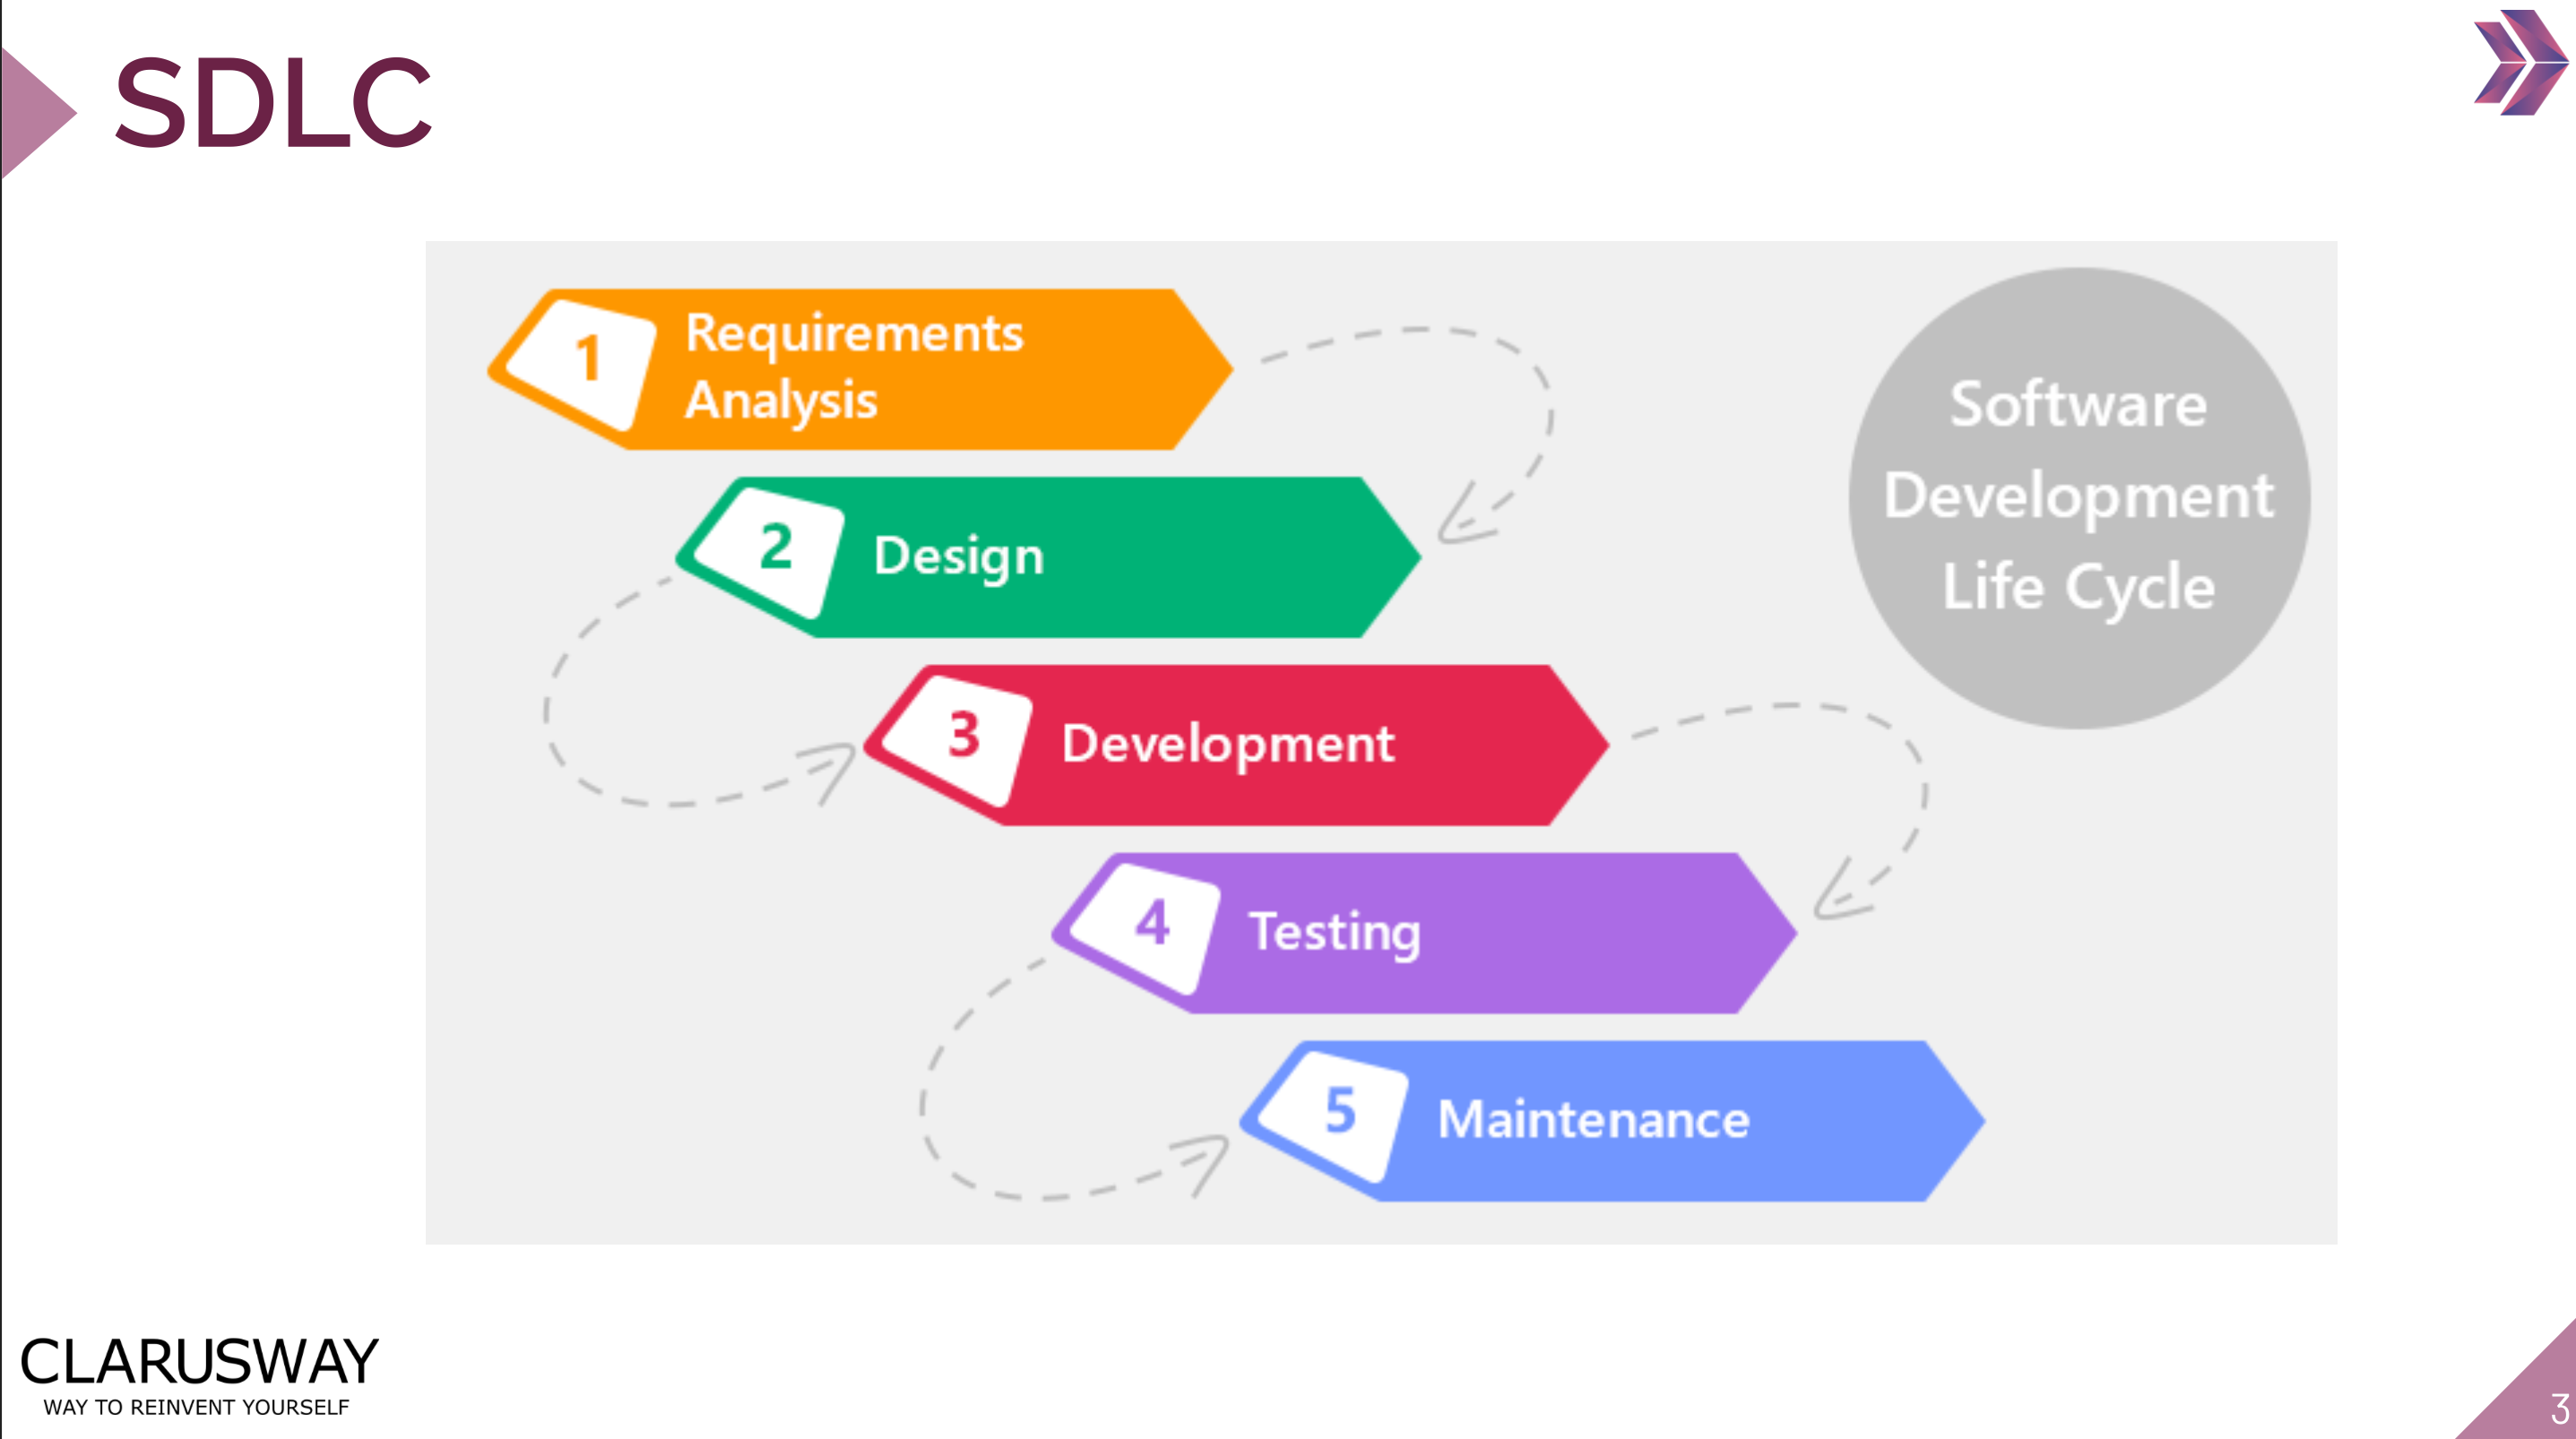 SDLC
1
Requirements
Analysis
2
Design
3
Development
4
Testing
5
Maintenance
Software
Development
Life Cycle
CLARUSWAY
WAY TO REINVENT YOURSELF
3